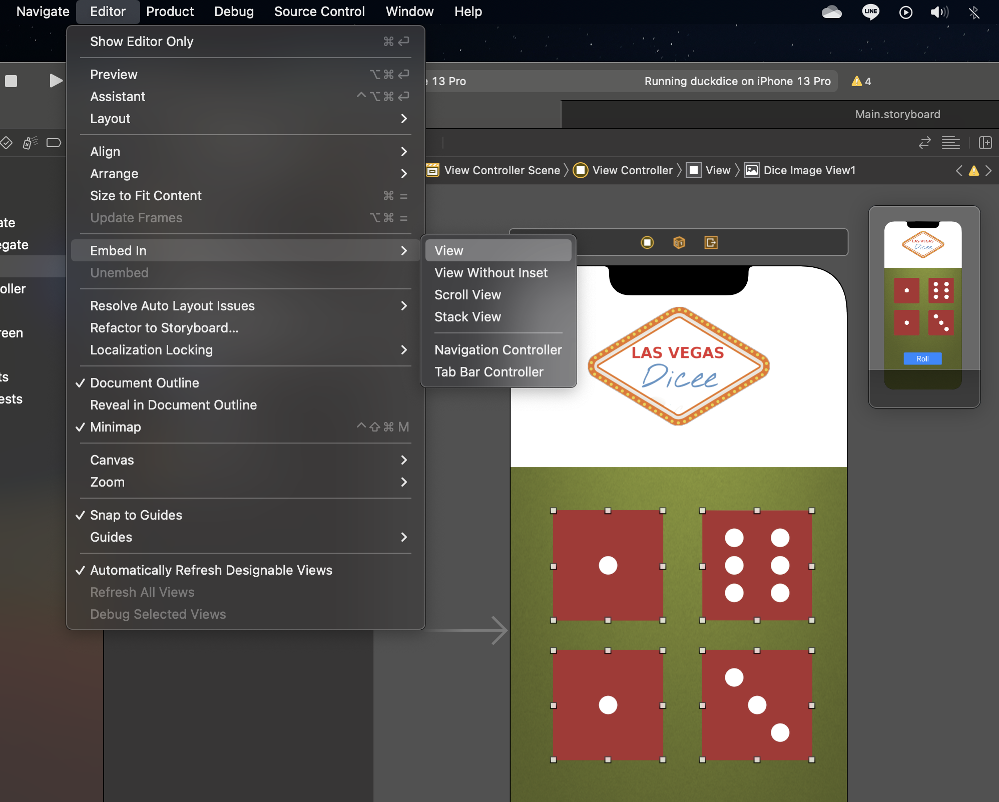 Navigate Editor Product Debug Source Control Window Help LINE
Show Editor Only ⌘ ↩
Preview ⌥ ⌘ ↩
Assistant ^ ⌥ ⌘ ↩
Layout
Align
Arrange
Size to Fit Content ⌘ =
Update Frames ⌥ ⌘ =
Embed In
Unembed
Resolve Auto Layout Issues
Refactor to Storyboard...
Localization Locking
✓ Document Outline
Reveal in Document Outline
✓ Minimap ^ ⇧ ⌘ M
Canvas
Zoom
✓ Snap to Guides
Guides
✓ Automatically Refresh Designable Views
Refresh All Views
Debug Selected Views
View
View Without Inset
Scroll View
Stack View
Navigation Controller
Tab Bar Controller
e 13 Pro
Running duckdice on iPhone 13 Pro
4
Main.storyboard
View Controller Scene 〉 View Controller 〉 View 〉 Dice Image View1
ate
egate
oller
reen
ts
ests
LAS VEGAS
Dicee
LAS VEGAS
Dicee
Roll